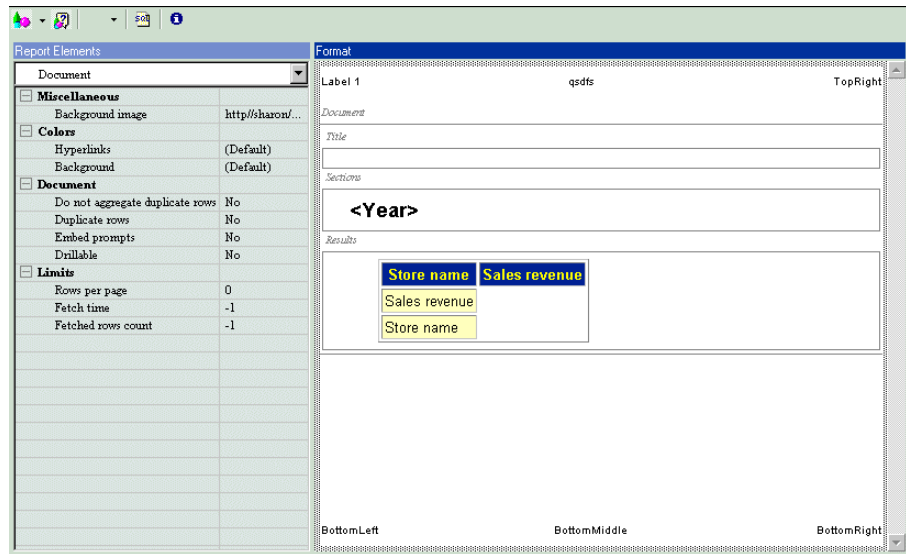 SQL
Report Elements
Document
Miscellaneous
Background image http//sharon/...
Colors
Hyperlinks (Default)
Background (Default)
Document
Do not aggregate duplicate rows No
Duplicate rows No
Embed prompts No
Drillable No
Limits
Rows per page 0
Fetch time -1
Fetched rows count -1
Format
Label 1 qsdfs TopRight
Document
Title
Sections
<Year>
Results
Store name Sales revenue
Sales revenue
Store name
BottomLeft BottomMiddle BottomRight